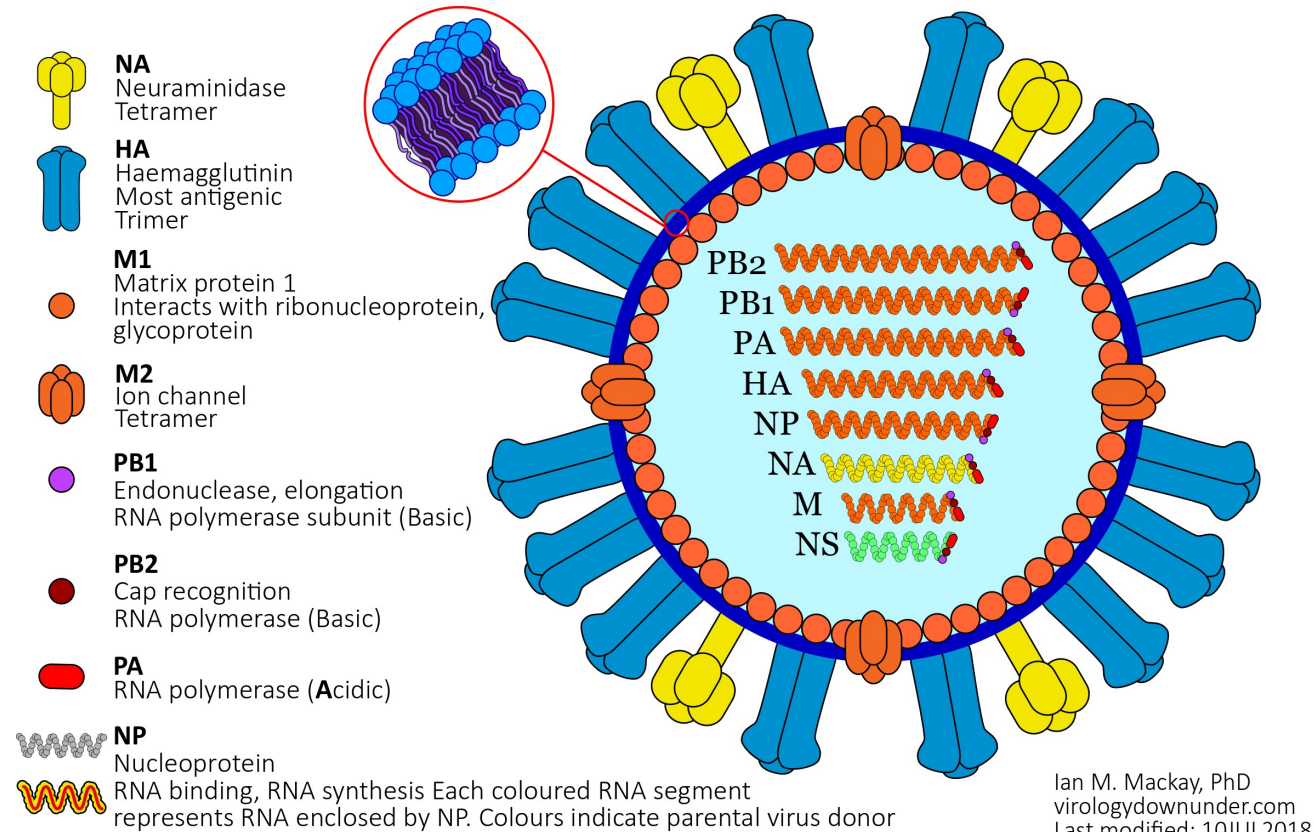 NA
Neuraminidase
Tetramer
HA
Haemagglutinin
Most antigenic
Trimer
M1
Matrix protein 1
Interacts with ribonucleoprotein,
glycoprotein
M2
Ion channel
Tetramer
PB1
Endonuclease, elongation
RNA polymerase subunit (Basic)
PB2
Cap recognition
RNA polymerase (Basic)
PA
RNA polymerase (Acidic)
NP
Nucleoprotein
RNA binding, RNA synthesis Each coloured RNA segment
represents RNA enclosed by NP. Colours indicate parental virus donor
PB2
PB1
PA
HA
NP
NA
M
NS
Ian M. Mackay, PhD
virologydownunder.com
Last modified: 10JUL2018